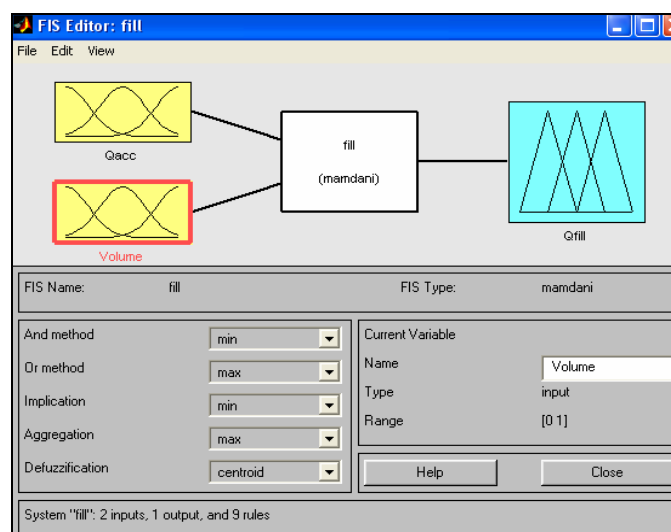 FIS Editor: fill
File Edit View
Qacc
Volume
fill
(mamdani)
Qfill
FIS Name: fill FIS Type: mamdani
And method min
Or method max
Implication min
Aggregation max
Defuzzification centroid
Current Variable
Name Volume
Type input
Range [0 1]
Help Close
System "fill": 2 inputs, 1 output, and 9 rules